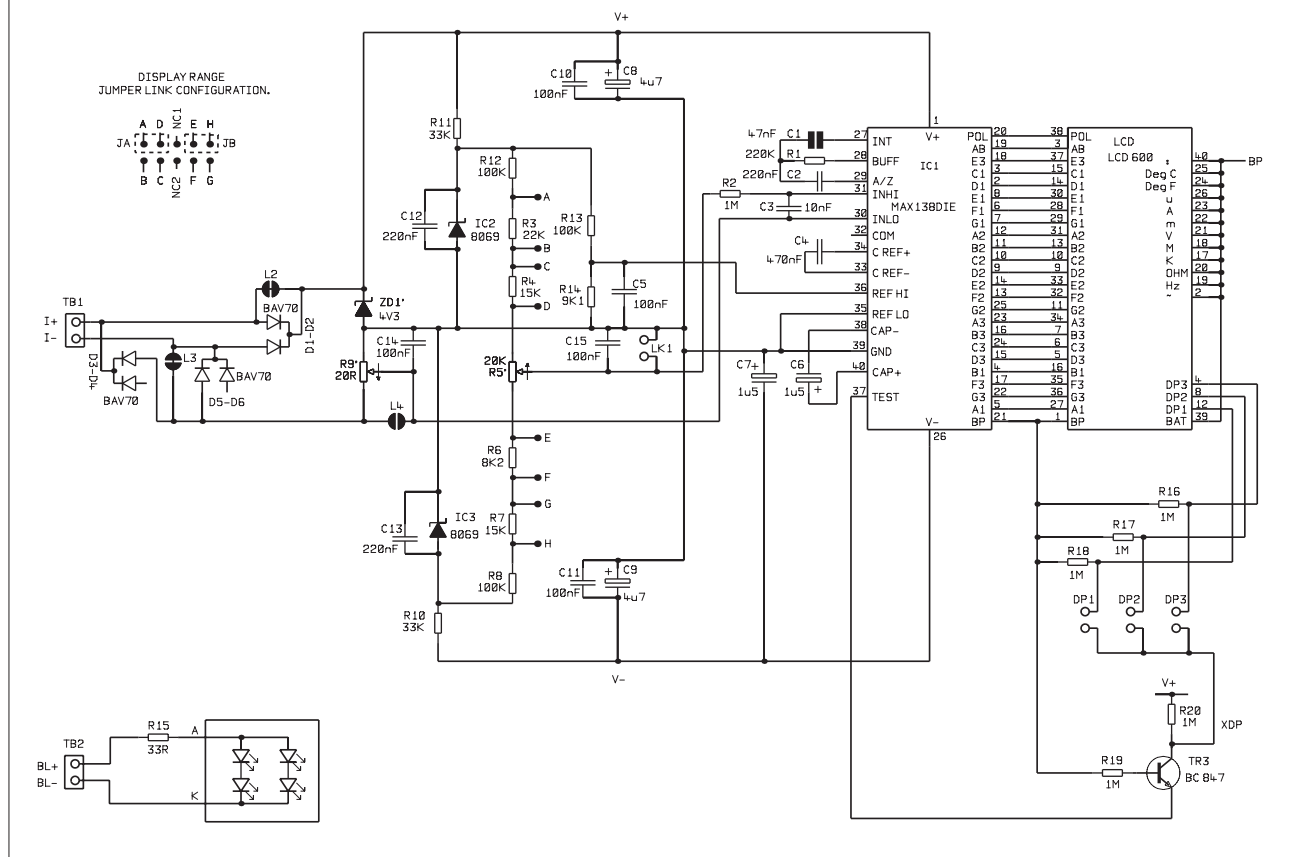 V+
DISPLAY RANGE
JUMPER LINK CONFIGURATION.
A D NC1 E H
JA JB
B C NC2 F G
C10
100nF
C8
+
4u7
R11
33K
R12
100K
A
R3
22K
B
C
R4
15K
D
R13
100K
R14
9K1
C5
100nF
C12
220nF
IC2
8069
L2
BAV70
D1-D2
TB1
I+
I-
D3-D4
BAV70
L3
BAV70
D5-D6
ZD1'
4V3
R9'
20R
C14
100nF
L4
20K
R5'
C15
100nF
LK1
E
R6
8K2
F
G
R7
15K
H
R8
100K
C13
220nF
IC3
8069
R10
33K
C11
100nF
+
C9
4u7
V-
47nF C1
220K R1
220nF C2
R2
1M
C3 10nF
C4
470nF
C7+
1u5
C6
1u5 +
1
V+
IC1
MAX138DIE
27 INT
28 BUFF
29 A/Z
31 INHI
30 INLO
32 COM
34 C REF+
33 C REF-
36 REF HI
35 REF LO
38 CAP-
39 GND
40 CAP+
37 TEST
V-
26
POL 20 38 POL
AB 19 3 AB
E3 18 37 E3
C1 3 15 C1
D1 2 14 D1
E1 8 30 E1
F1 6 28 F1
G1 7 29 G1
A2 12 31 A2
B2 11 13 B2
C2 10 10 C2
D2 9 9 D2
E2 14 33 E2
F2 13 32 F2
G2 25 11 G2
A3 23 34 A3
B3 16 7 B3
C3 24 6 C3
D3 15 5 D3
B1 4 16 B1
F3 17 35 F3
G3 22 36 G3
A1 5 27 A1
BP 21 1 BP
LCD
LCD 600
: 40 BP
Deg C 25
Deg F 24
u 26
A 23
m 22
V 21
M 18
K 17
OHM 20
Hz 19
~ 2
DP3 4
DP2 8
DP1 12
BAT 39
R16
1M
R17
1M
R18
1M
DP1 DP2 DP3
V+
R20
1M
XDP
R19
1M
TR3
BC 847
TB2
BL+
BL-
R15
33R
A
K